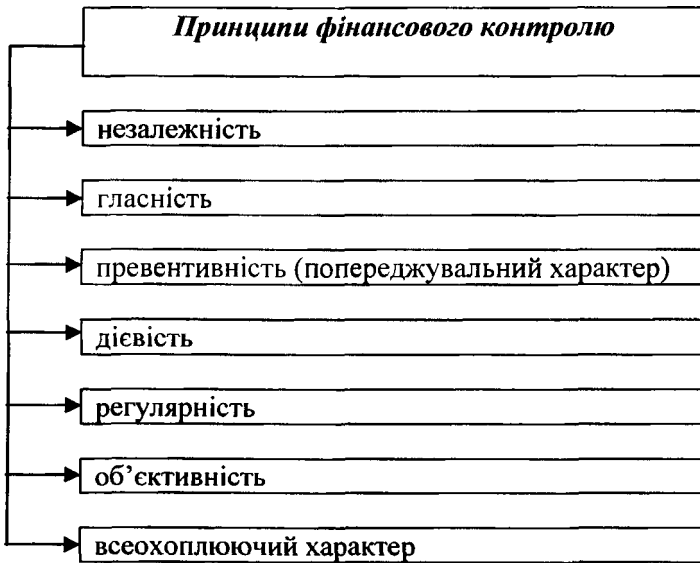 Принципи фінансового контролю
незалежність
гласність
превентивність (попереджувальний характер)
дієвість
регулярність
об’єктивність
всеохоплюючий характер